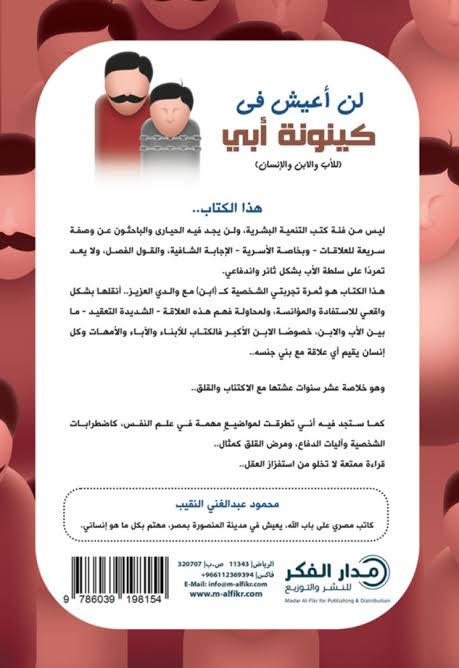 لن أعيش فى
كينونة أبي
(للأب والابن والإنسان)
هذا الكتاب..
ليس من فئة كتب التنمية البشرية، ولن يجد فيه الحيارى والباحثون عن وصفة
سريعة للعلاقات - وبخاصة الأسرية - الإجابة الشافية، والقول الفصل، ولا يعد
تمردًا على سلطة الأب بشكل ثائر واندفاعي.
هذا الكتاب هو ثمرة تجربتي الشخصية كـ (ابن) مع والدي العزيز.. أنقلها بشكل
واقعي للاستفادة والمؤانسة، ولمحاولة فهم هذه العلاقة - الشديدة التعقيد - ما
بين الأب والابن، خصوصًا الابن الأكبر فالكتاب للأبناء والأباء والأمهات وكل
إنسان يقيم أي علاقة مع بني جنسه..
وهو خلاصة عشر سنوات عشتها مع الاكتئاب والقلق..
كما ستجد فيه أني تطرقت لمواضيع مهمة في علم النفس، كاضطرابات
الشخصية وآليات الدفاع، ومرض القلق كمثال..
قراءة ممتعة لا تخلو من استفزاز العقل..
محمود عبدالغني النقيب
كاتب مصري على باب الله، يعيش في مدينة المنصورة بمصر، مهتم بكل ما هو إنساني.
مدار الفكر
للنشر والتوزيع
Madar Al-Fikr for Publishing & Distribution
الرياض| 11343 ص.ب| 320707
فاكس| 966112369394+
E-Mail: info@m-alfikr.com
www.m-alfikr.com
9 786039 198154